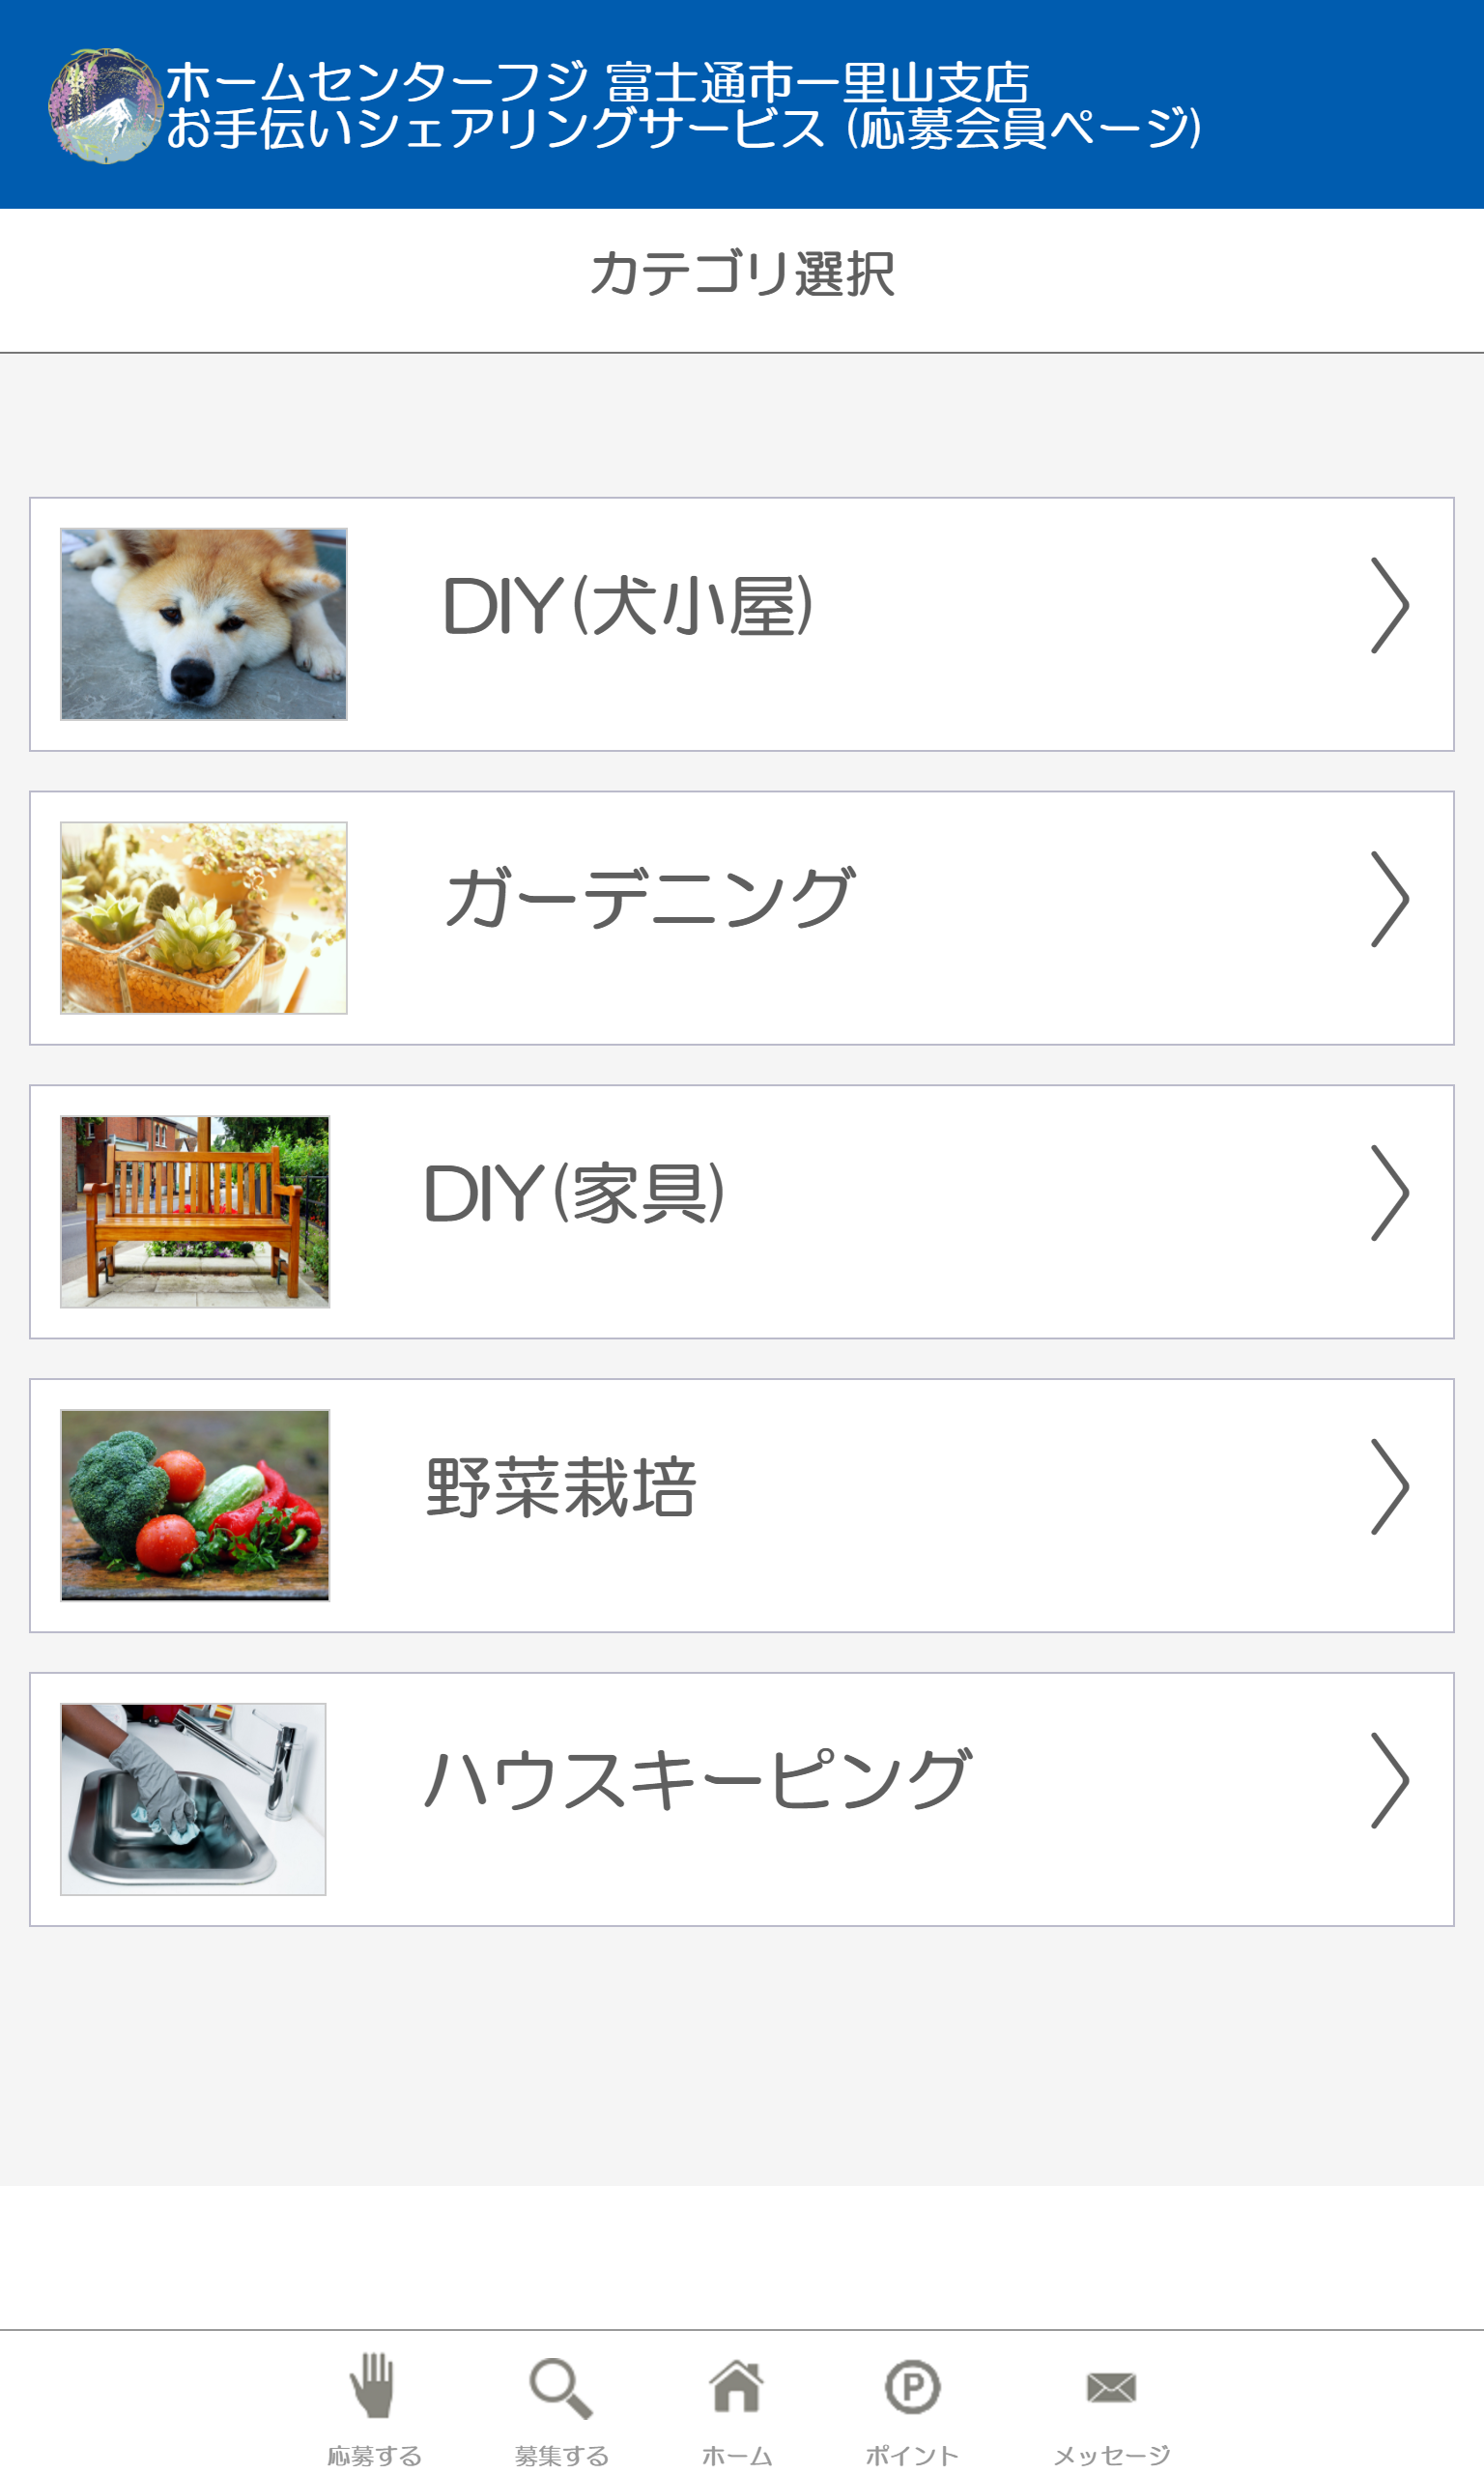 ホームセンターフジ 富士通市一里山支店
お手伝いシェアリングサービス (応募会員ページ)
カテゴリ選択
DIY(犬小屋)
ガーデニング
DIY(家具)
野菜栽培
ハウスキーピング
応募する 募集する ホーム ポイント メッセージ